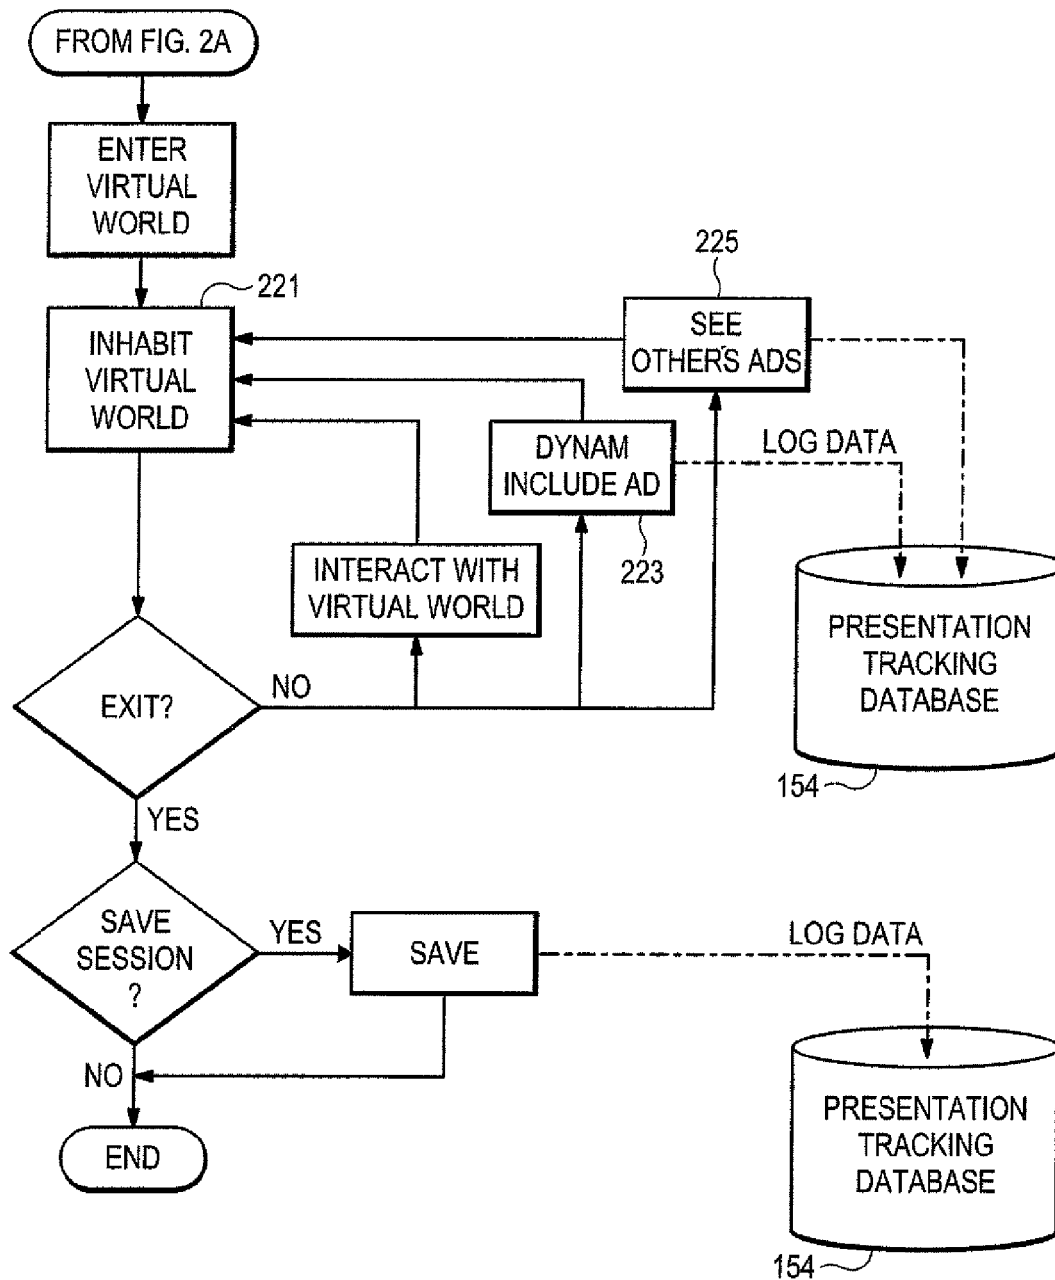 FROM FIG. 2A
ENTER
VIRTUAL
WORLD
221
INHABIT
VIRTUAL
WORLD
225
SEE
OTHER'S ADS
DYNAM
INCLUDE AD
LOG DATA
223
INTERACT WITH
VIRTUAL WORLD
PRESENTATION
TRACKING
DATABASE
154
EXIT?
NO
YES
SAVE
SESSION
?
YES
SAVE
LOG DATA
NO
END
PRESENTATION
TRACKING
DATABASE
154